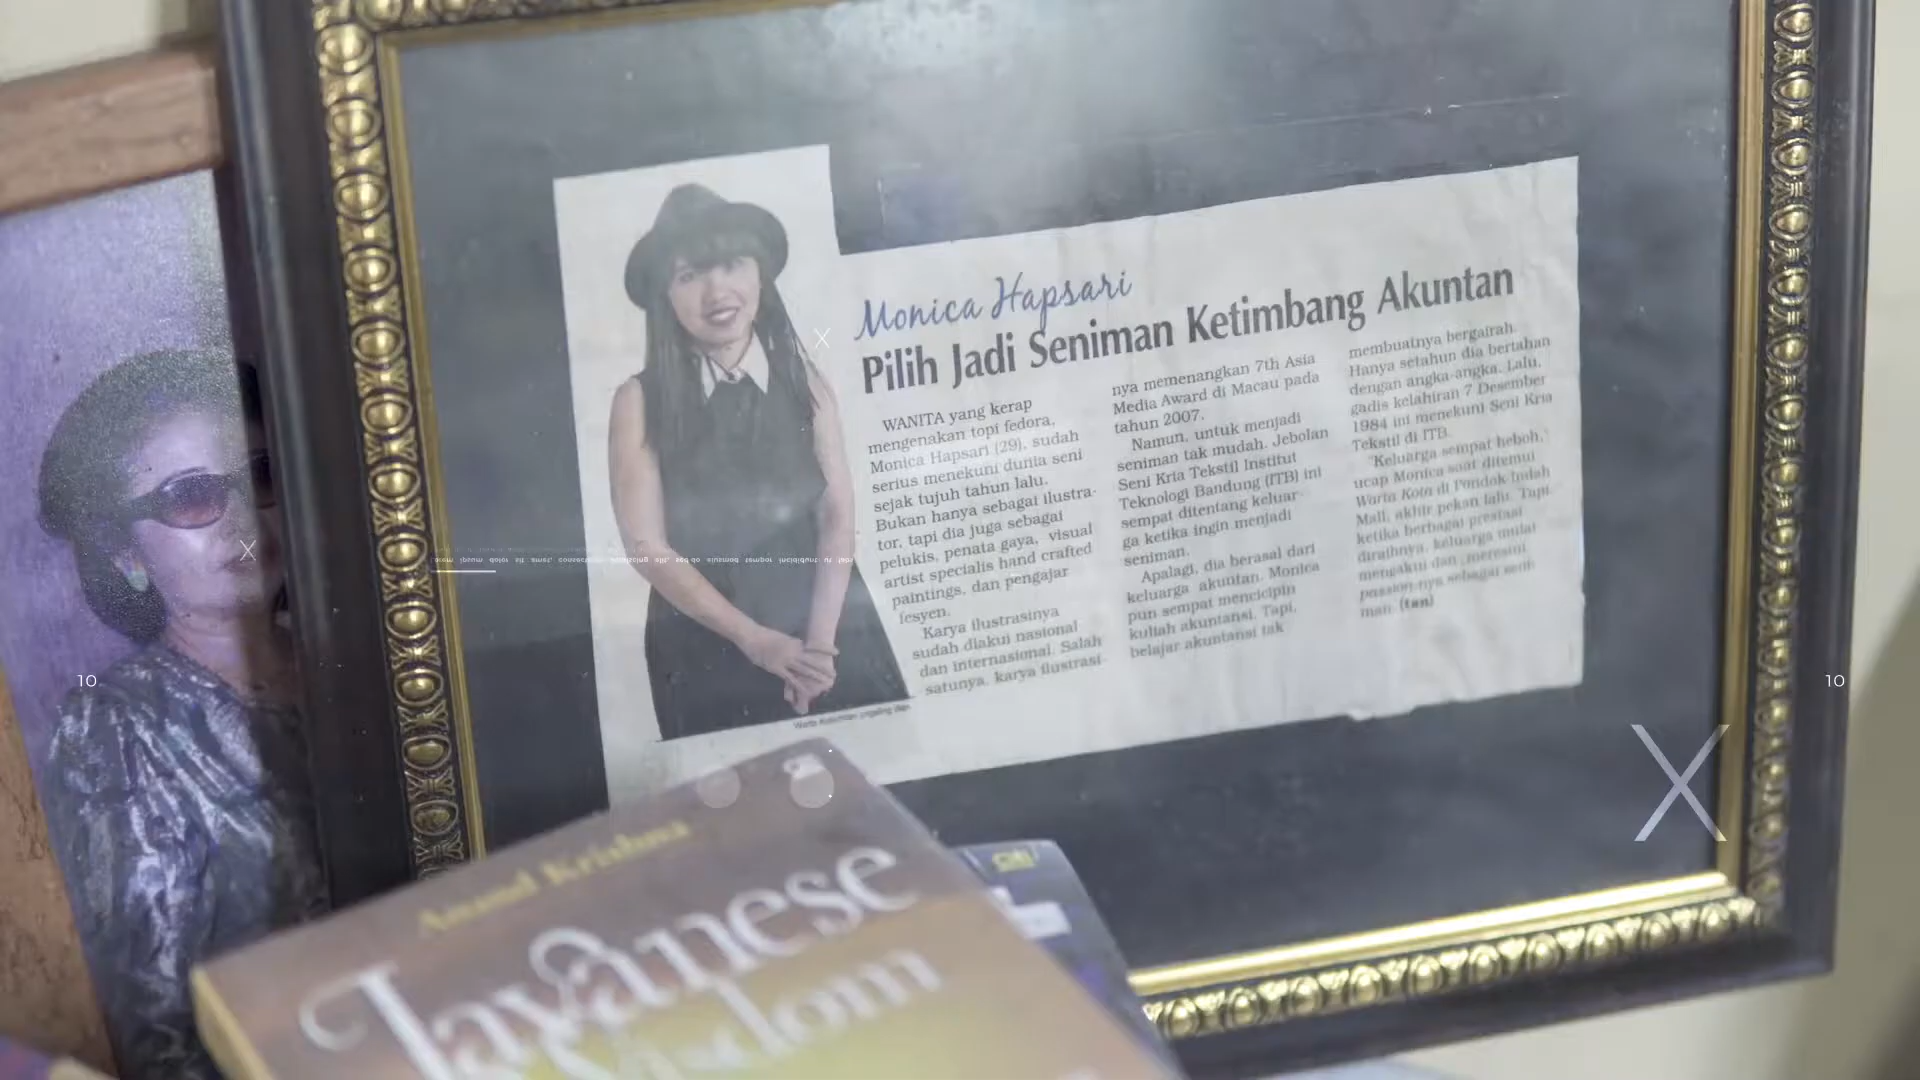 Monica Hapsari
Pilih Jadi Seniman Ketimbang Akuntan
WANITA yang kerap
mengenakan topi fedora,
Monica Hapsari (29), sudah
serius menekuni dunia seni
sejak tujuh tahun lalu.
Bukan hanya sebagai ilustra-
tor, tapi dia juga sebagai
pelukis, penata gaya, visual
artist specialis hand crafted
paintings, dan pengajar
fesyen.
Karya ilustrasinya
sudah diakui nasional
dan internasional. Salah
satunya, karya ilustrasi-
nya memenangkan 7th Asia
Media Award di Macau pada
tahun 2007.
Namun, untuk menjadi
seniman tak mudah. Jebolan
Seni Kria Tekstil Institut
Teknologi Bandung (ITB) ini
sempat ditentang keluar-
ga ketika ingin menjadi
seniman.
Apalagi, dia berasal dari
keluarga akuntan. Monica
pun sempat mencicipin
kuliah akuntansi. Tapi,
belajar akuntansi tak
membuatnya bergairah.
Hanya setahun dia bertahan
dengan angka-angka. Lalu,
gadis kelahiran 7 Desember
1984 ini menekuni Seni Kria
Tekstil di ITB.
"Keluarga sempat heboh,"
ucap Monica saat ditemui
Warta Kota di Pondok Indah
Mall, akhir pekan lalu. Tapi
ketika berbagai prestasi
diraihnya, keluarga mulai
mengakui dan merestui
passion-nya sebagai seni-
man. (tan)
10
10
X
Anand Krishna
Javanese
Wisdom